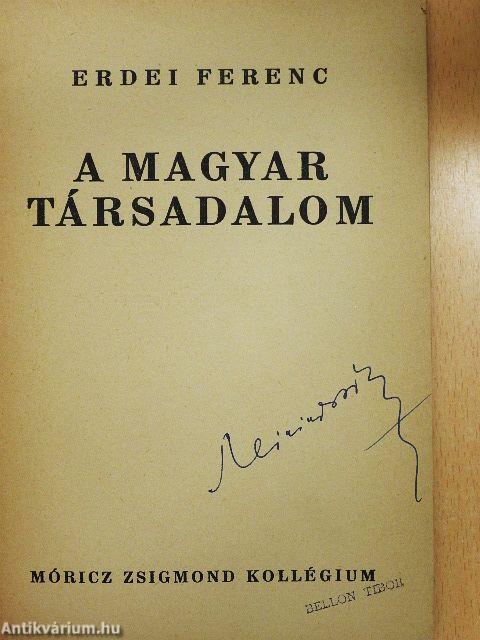 ERDEI FERENC
A MAGYAR
TÁRSADALOM
MÓRICZ ZSIGMOND KOLLÉGIUM
BELLON TIBOR
Antikvárium.hu